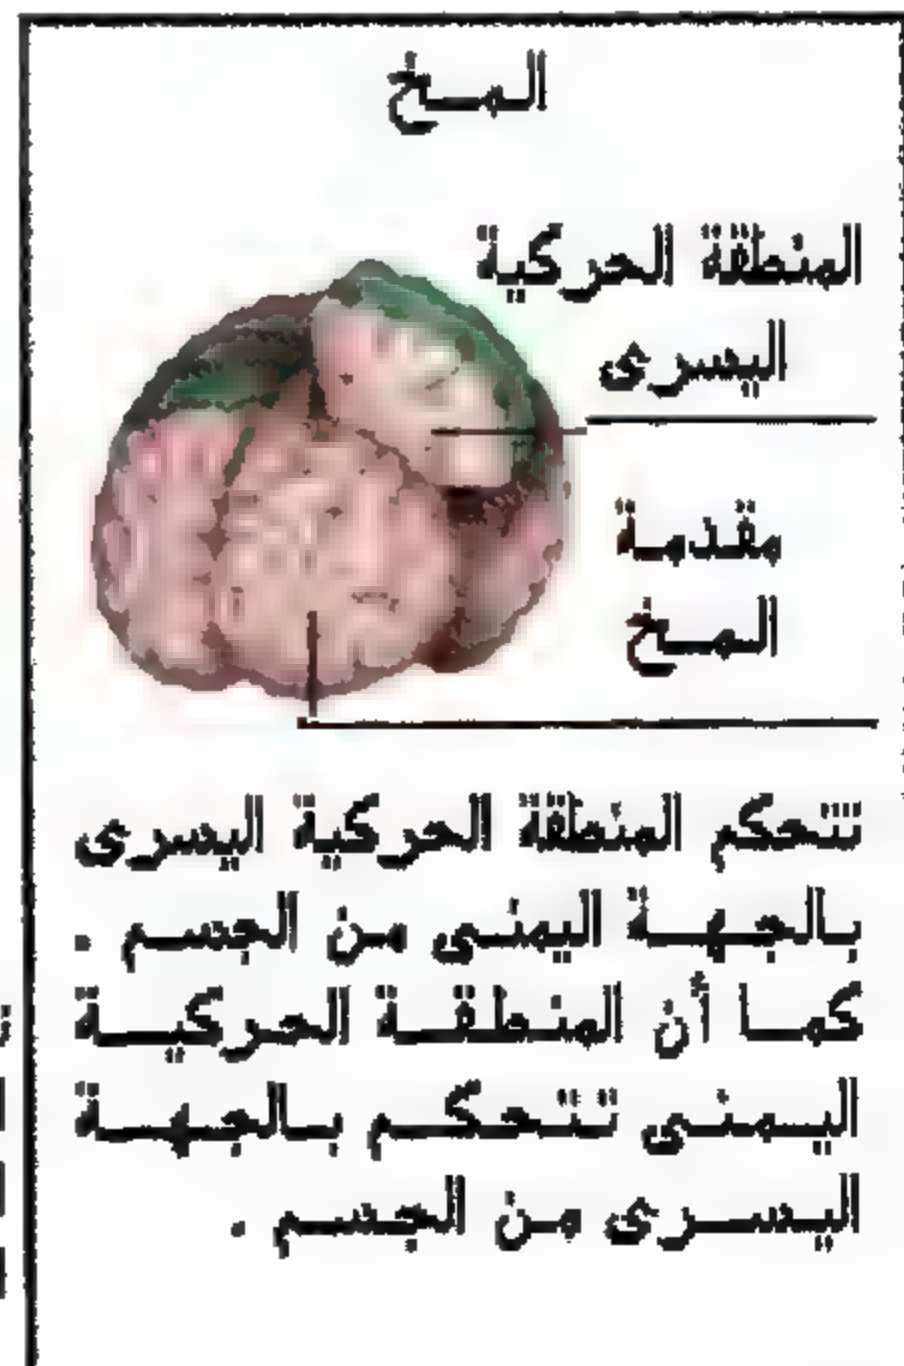 المخ
المنطقة الحركية
اليسرى
مقدمة
المخ
تتحكم المنطقة الحركية اليسرى
بالجهة اليمنى من الجسم .
كما أن المنطقة الحركية
اليمنى تتحكم بالجهة
اليسرى من الجسم .